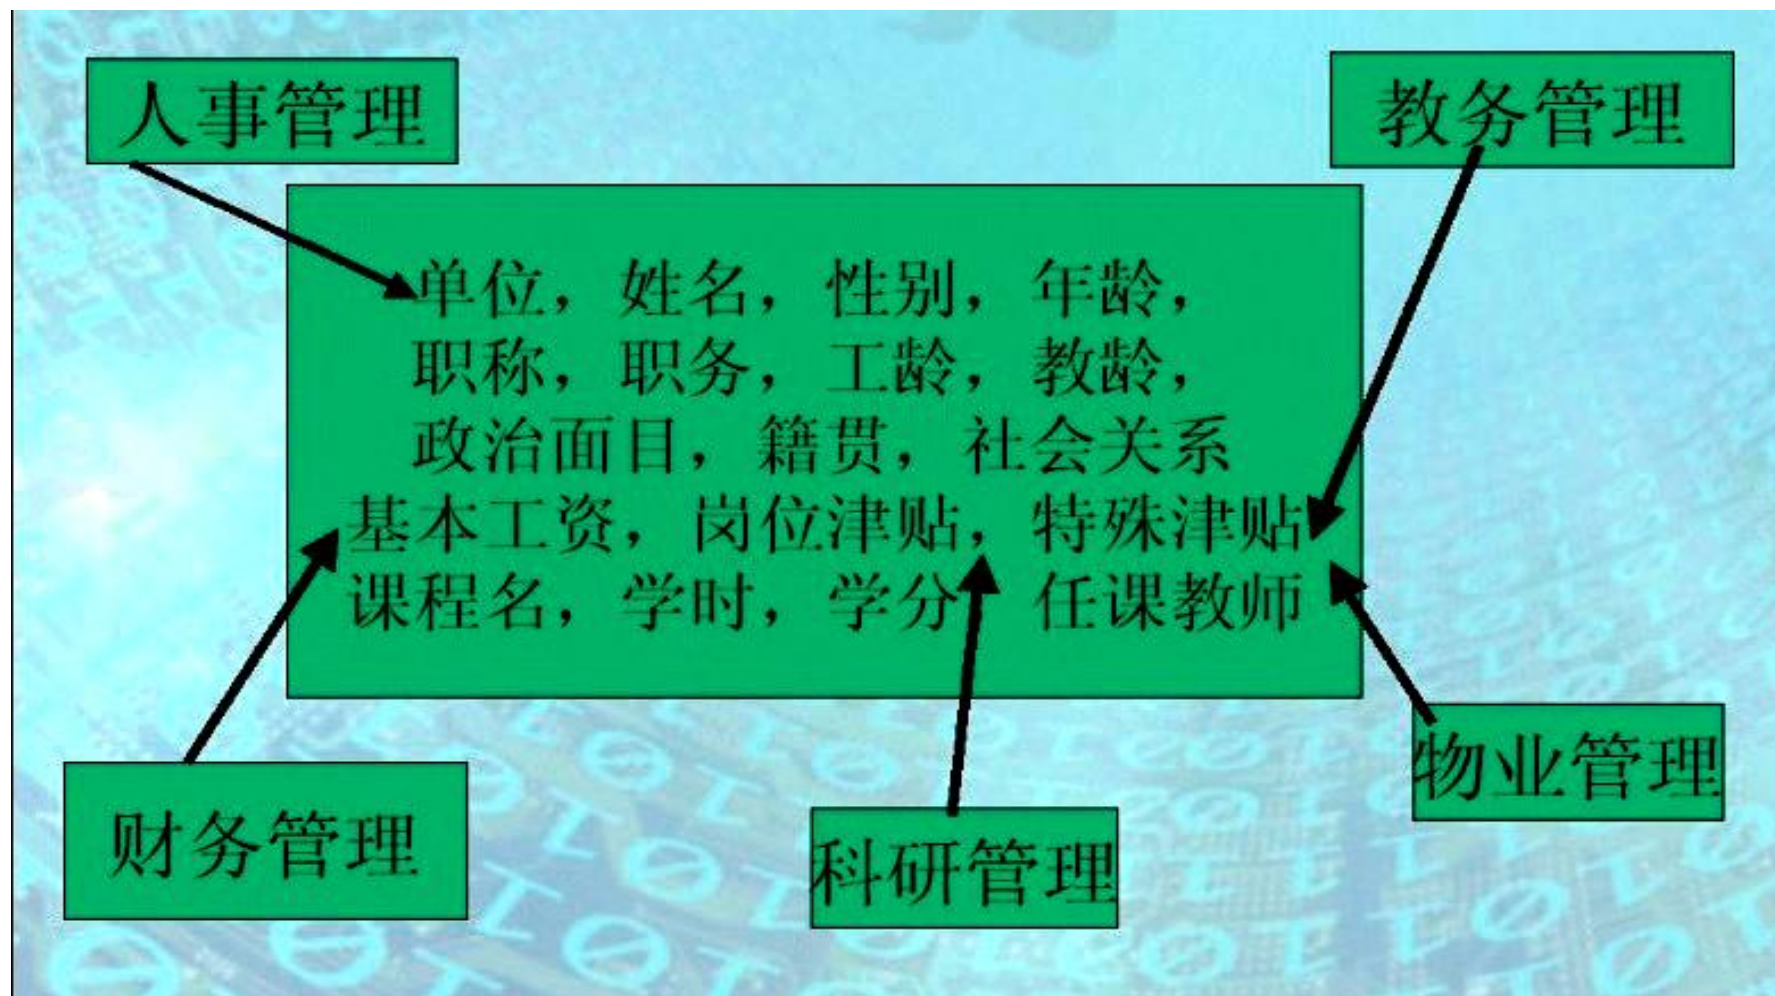 人事管理
教务管理
单位，姓名，性别，年龄，
职称，职务，工龄，教龄，
政治面目，籍贯，社会关系
基本工资，岗位津贴，特殊津贴
课程名，学时，学分 任课教师
物业管理
财务管理
科研管理